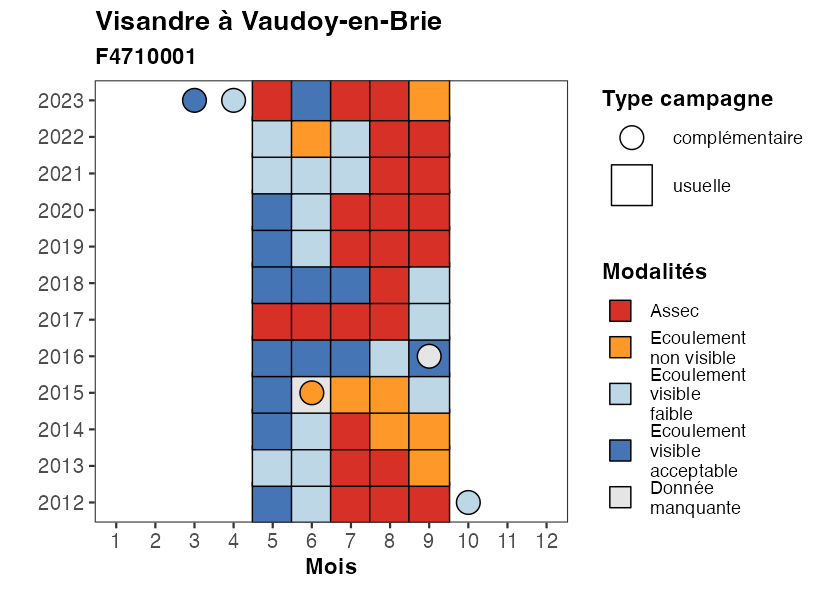 Visandre à Vaudoy-en-Brie
F4710001
2023
2022
2021
2020
2019
2018
2017
2016
2015
2014
2013
2012
1 2 3 4 5 6 7 8 9 10 11 12
Mois
Type campagne
complémentaire
usuelle
Modalités
Assec
Ecoulement
non visible
Ecoulement
visible
faible
Ecoulement
visible
acceptable
Donnée
manquante